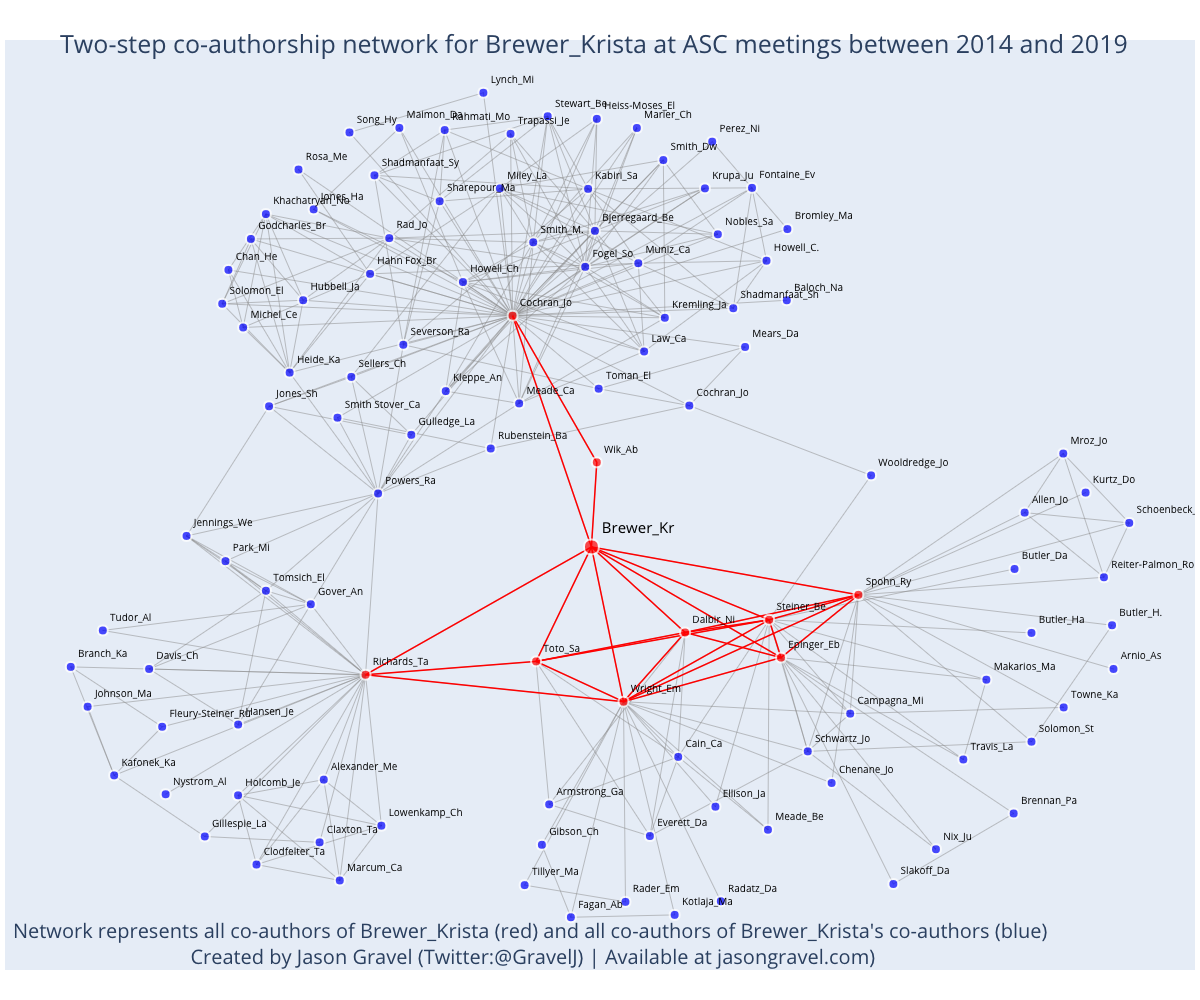 Two-step co-authorship network for Brewer_Krista at ASC meetings between 2014 and 2019
Lynch_Mi
Stewart_Be
Heiss-Moses_El
Song_Hy
Maimon_Da
Rahmati_Mo
Trapassi_Je
Marier_Ch
Perez_Ni
Smith_Dw
Rosa_Me
Shadmanfaat_Sy
Miley_La
Kabiri_Sa
Krupa_Ju
Fontaine_Ev
Jones_Ha
Khachatryan_No
Sharepour_Ma
Godcharles_Br
Rad_Jo
Smith_M.
Bjerregaard_Be
Nobles_Sa
Bromley_Ma
Chan_He
Hahn Fox_Br
Howell_Ch
Fogel_So
Muniz_Ca
Howell_C.
Solomon_El
Hubbell_Ja
Michel_Ce
Cochran_Jo
Kremling_Ja
Shadmanfaat_Sh
Baloch_Na
Severson_Ra
Law_Ca
Mears_Da
Heide_Ka
Sellers_Ch
Kleppe_An
Meade_Ca
Toman_El
Cochran_Jo
Jones_Sh
Smith Stover_Ca
Gulledge_La
Rubenstein_Ba
Wik_Ab
Wooldredge_Jo
Mroz_Jo
Powers_Ra
Kurtz_Do
Allen_Jo
Schoenbeck_
Jennings_We
Brewer_Kr
Park_Mi
Butler_Da
Reiter-Palmon_Ro
Tomsich_El
Gover_An
Spohn_Ry
Tudor_Al
Dalbir_Ni
Steiner_Be
Butler_Ha
Butler_H.
Branch_Ka
Davis_Ch
Richards_Ta
Toto_Sa
Epinger_Eb
Makarios_Ma
Arnio_As
Johnson_Ma
Fleury-Steiner_Ru
Hansen_Je
Wright_Em
Campagna_Mi
Towne_Ka
Kafonek_Ka
Cain_Ca
Schwartz_Jo
Travis_La
Solomon_St
Nystrom_Al
Holcomb_Je
Alexander_Me
Armstrong_Ga
Ellison_Ja
Chenane_Jo
Gillespie_La
Claxton_Ta
Lowenkamp_Ch
Gibson_Ch
Everett_Da
Meade_Be
Brennan_Pa
Clodfelter_Ta
Marcum_Ca
Tillyer_Ma
Nix_Ju
Fagan_Ab
Rader_Em
Kotlaja_Ma
Radatz_Da
Slakoff_Da
Network represents all co-authors of Brewer_Krista (red) and all co-authors of Brewer_Krista's co-authors (blue)
Created by Jason Gravel (Twitter:@GravelJ) | Available at jasongravel.com)